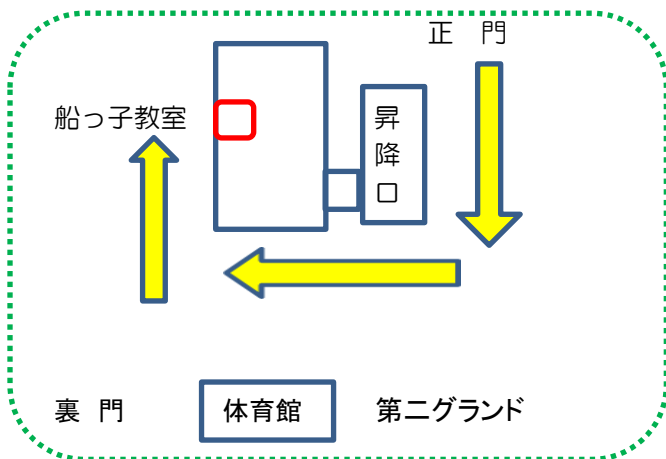 正　門
船っ子教室
昇
降
口
裏　門
体育館
第二グランド